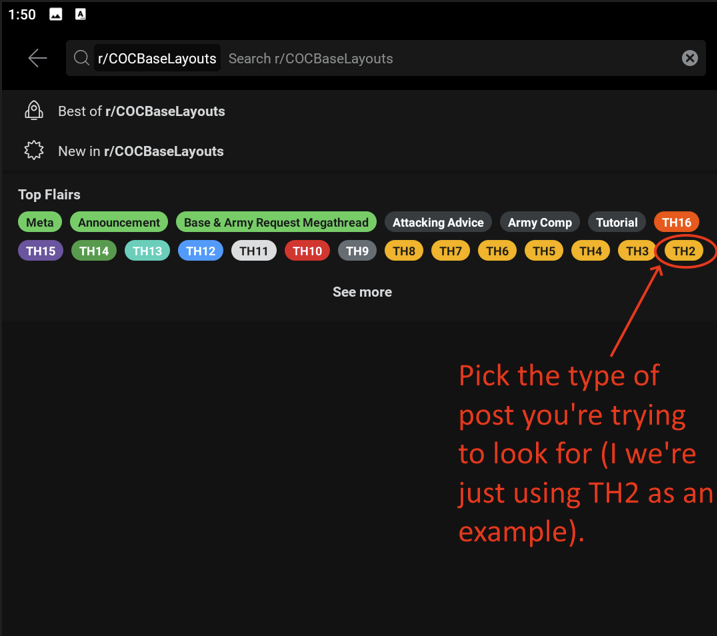 1:50 A
r/COCBaseLayouts Search r/COCBaseLayouts
Best of r/COCBaseLayouts
New in r/COCBaseLayouts
Top Flairs
Meta Announcement Base & Army Request Megathread Attacking Advice Army Comp Tutorial TH16
TH15 TH14 TH13 TH12 TH11 TH10 TH9 TH8 TH7 TH6 TH5 TH4 TH3 TH2
See more
Pick the type of
post you're trying
to look for (I we're
just using TH2 as an
example).